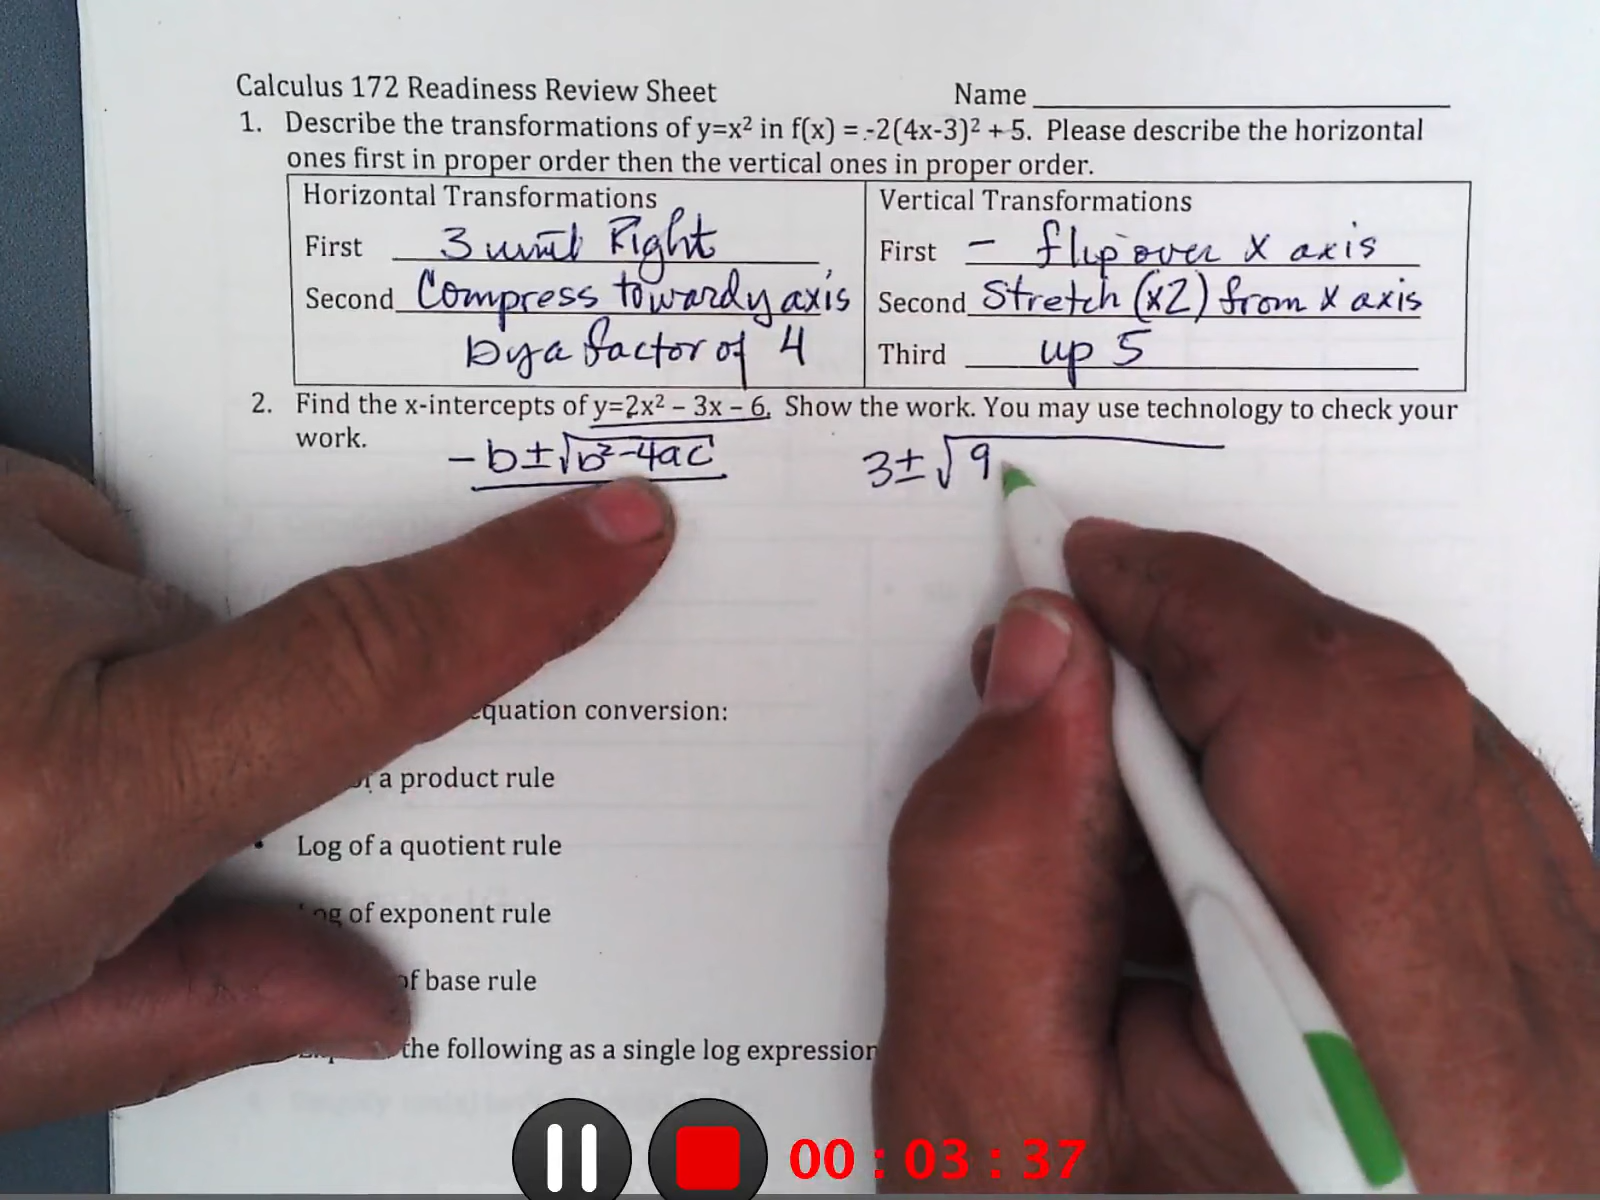 Calculus 172 Readiness Review Sheet Name
1. Describe the transformations of y=x² in f(x) = -2(4x-3)² + 5. Please describe the horizontal
ones first in proper order then the vertical ones in proper order.
Horizontal Transformations
First 3 unit Right
Second Compress toward y axis
by a factor of 4
Vertical Transformations
First - flip over x axis
Second Stretch (x2) from x axis
Third up 5
2. Find the x-intercepts of y=2x² – 3x – 6. Show the work. You may use technology to check your
work.
-b±√b²-4ac
3±√9
equation conversion:
a product rule
• Log of a quotient rule
of exponent rule
of base rule
the following as a single log expression
00 : 03 : 37